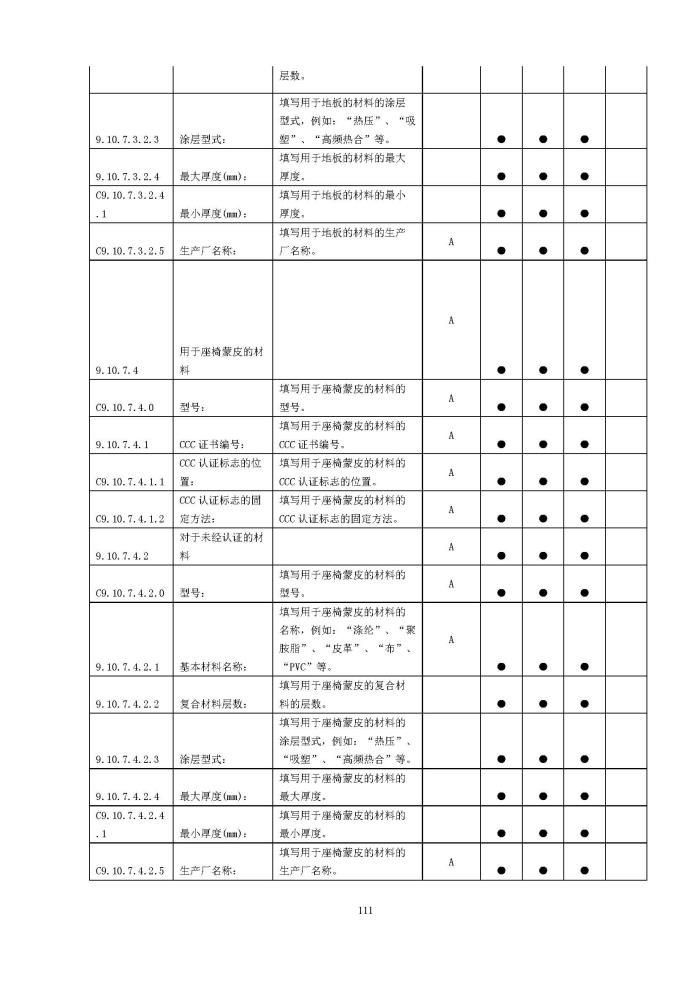 层数。
填写用于地板的材料的涂层
型式，例如：“热压”、“吸
9.10.7.3.2.3 涂层型式： 塑”、“高频热合”等。 ● ● ●
填写用于地板的材料的最大
9.10.7.3.2.4 最大厚度(mm)： 厚度。 ● ● ●
C9.10.7.3.2.4 填写用于地板的材料的最小
.1 最小厚度(mm)： 厚度。 ● ● ●
填写用于地板的材料的生产 A
C9.10.7.3.2.5 生产厂名称： 厂名称。 ● ● ●
A
用于座椅蒙皮的材
9.10.7.4 料 ● ● ●
填写用于座椅蒙皮的材料的 A
C9.10.7.4.0 型号： 型号。 ● ● ●
填写用于座椅蒙皮的材料的 A
9.10.7.4.1 CCC 证书编号： CCC 证书编号。 ● ● ●
CCC 认证标志的位 填写用于座椅蒙皮的材料的 A
C9.10.7.4.1.1 置： CCC 认证标志的位置。 ● ● ●
CCC 认证标志的固 填写用于座椅蒙皮的材料的 A
C9.10.7.4.1.2 定方法： CCC 认证标志的固定方法。 ● ● ●
对于未经认证的材 A
9.10.7.4.2 料 ● ● ●
填写用于座椅蒙皮的材料的 A
C9.10.7.4.2.0 型号： 型号。 ● ● ●
填写用于座椅蒙皮的材料的
名称，例如：“涤纶”、“聚 A
胺脂”、“皮革”、“布”、
9.10.7.4.2.1 基本材料名称： “PVC”等。 ● ● ●
填写用于座椅蒙皮的复合材
9.10.7.4.2.2 复合材料层数： 料的层数。 ● ● ●
填写用于座椅蒙皮的材料的
涂层型式，例如：“热压”、
9.10.7.4.2.3 涂层型式： “吸塑”、“高频热合”等。 ● ● ●
填写用于座椅蒙皮的材料的
9.10.7.4.2.4 最大厚度(mm)： 最大厚度。 ● ● ●
C9.10.7.4.2.4 填写用于座椅蒙皮的材料的
.1 最小厚度(mm)： 最小厚度。 ● ● ●
填写用于座椅蒙皮的材料的 A
C9.10.7.4.2.5 生产厂名称： 生产厂名称。 ● ● ●
111